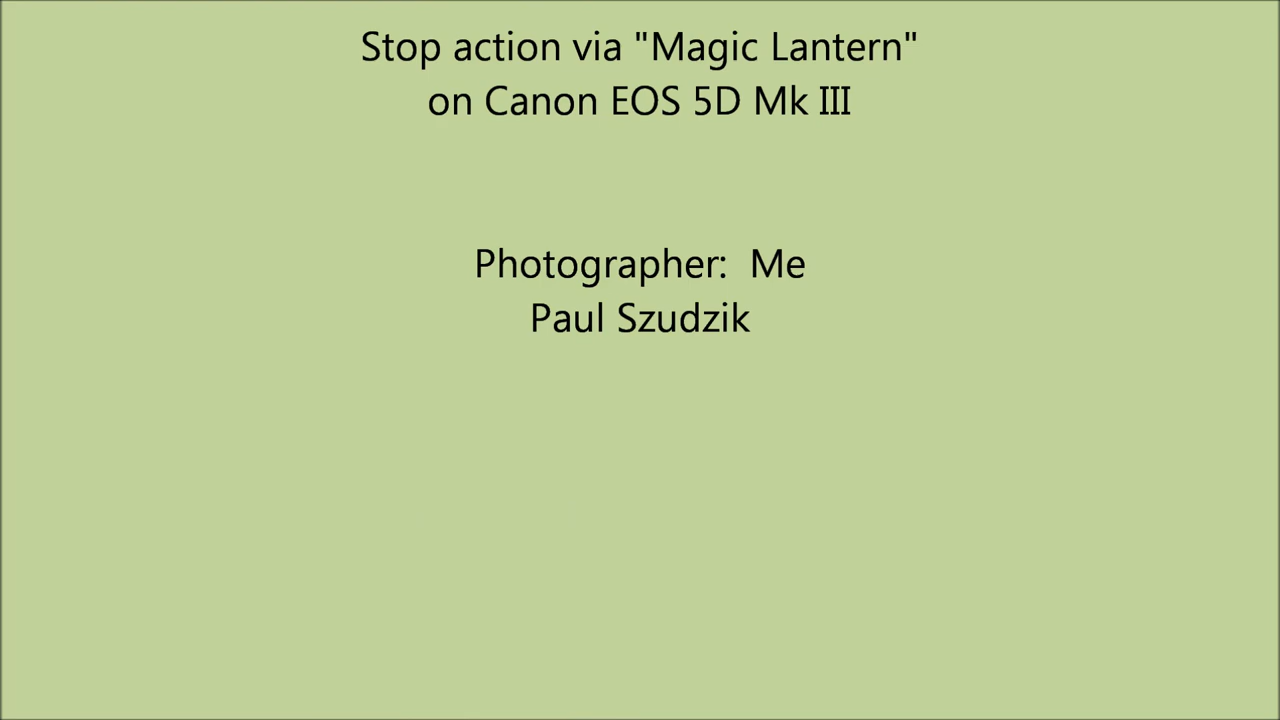 Stop action via "Magic Lantern"
on Canon EOS 5D Mk III
Photographer:  Me
Paul Szudzik